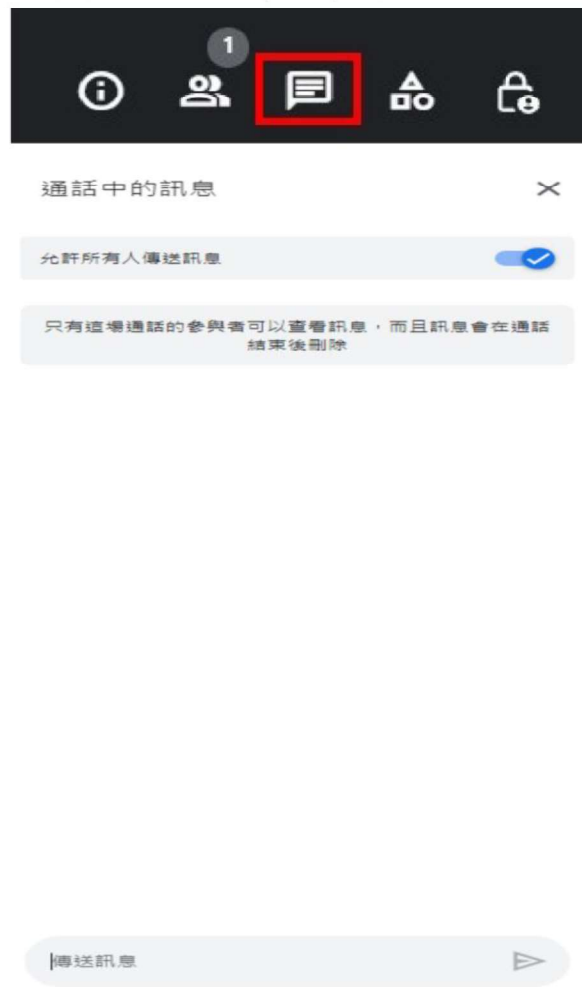 1
通話中的訊息
允許所有人傳送訊息
只有這場通話的參與者可以查看訊息，而且訊息會在通話
結束後刪除
傳送訊息